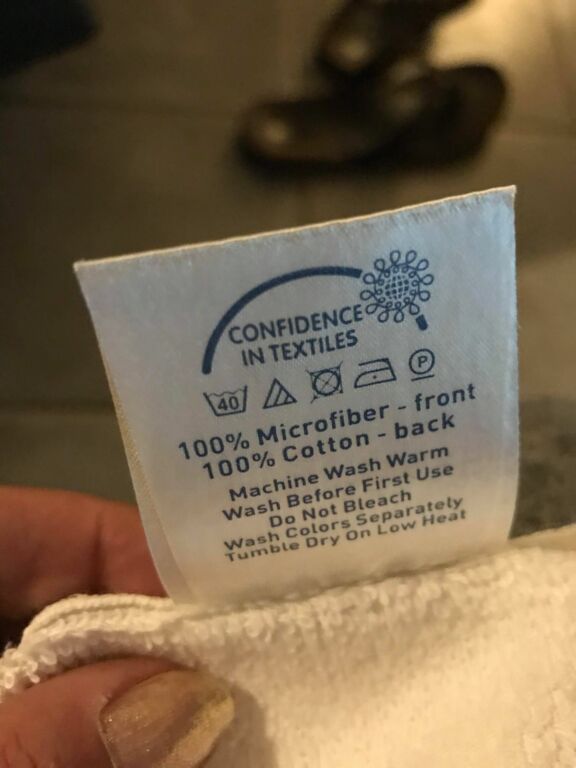 CONFIDENCE
IN TEXTILES
40 P
100% Microfiber - front
100% Cotton - back
Machine Wash Warm
Wash Before First Use
Do Not Bleach
Wash Colors Separately
Tumble Dry On Low Heat